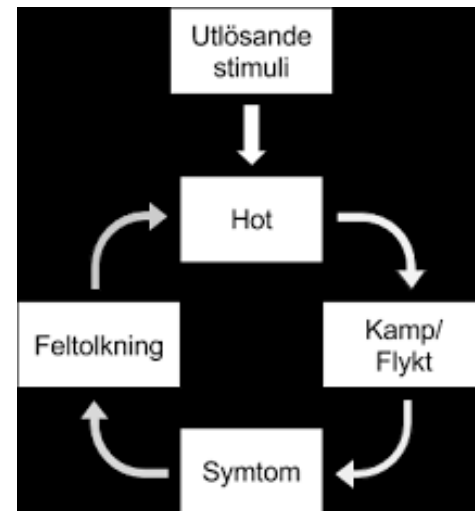 Utlösande
stimuli
Hot
Feltolkning
Kamp/
Flykt
Symtom